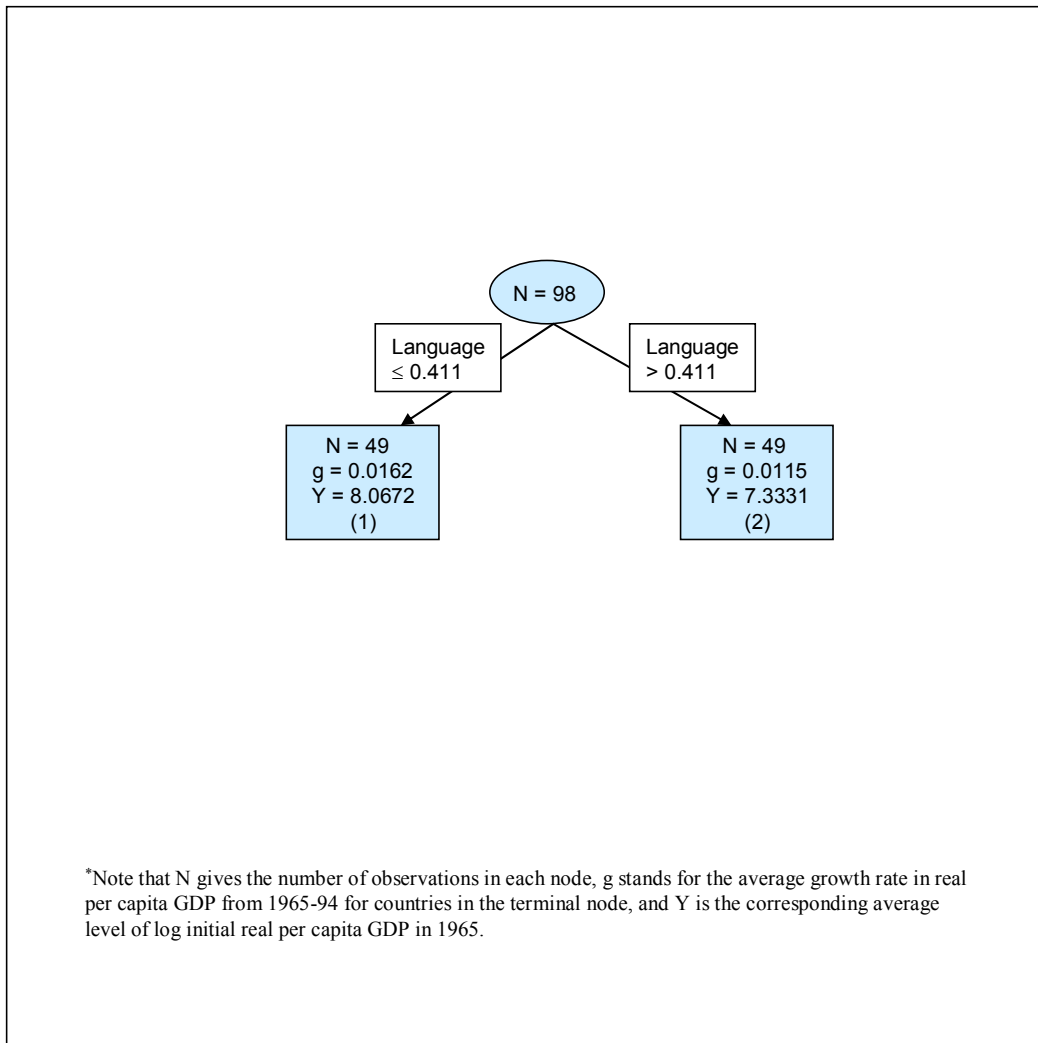 N = 98
Language
≤ 0.411
Language
> 0.411
N = 49
g = 0.0162
Y = 8.0672
(1)
N = 49
g = 0.0115
Y = 7.3331
(2)
*Note that N gives the number of observations in each node, g stands for the average growth rate in real
per capita GDP from 1965-94 for countries in the terminal node, and Y is the corresponding average
level of log initial real per capita GDP in 1965.